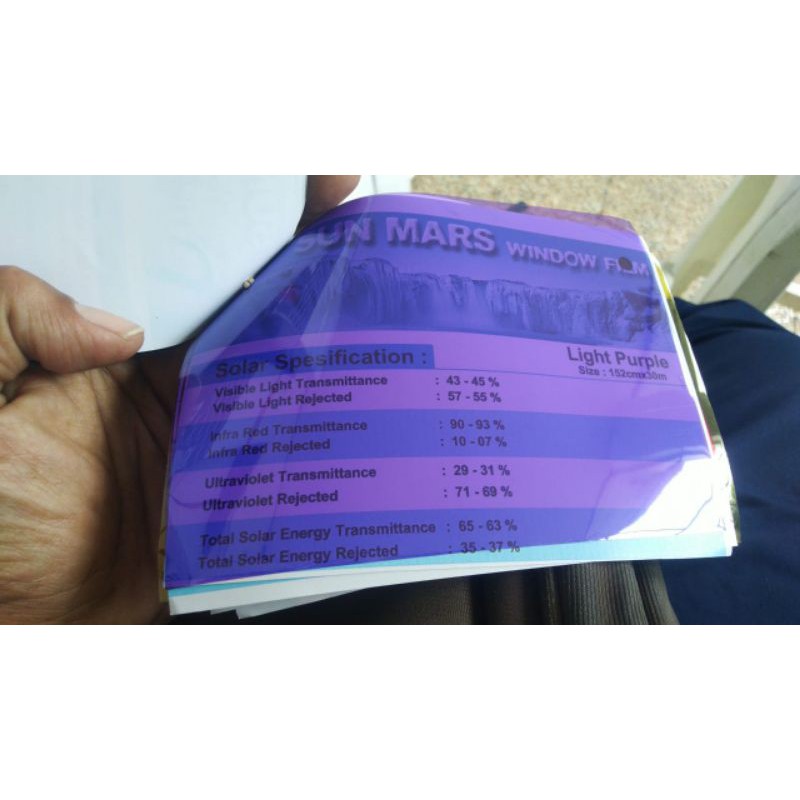 SUN MARS WINDOW FILM
Solar Spesification :
Light Purple
Size : 152cmx30m
Visible Light Transmittance : 43 - 45 %
Visible Light Rejected : 57 - 55 %
Infra Red Transmittance : 90 - 93 %
Infra Red Rejected : 10 - 07 %
Ultraviolet Transmittance : 29 - 31 %
Ultraviolet Rejected : 71 - 69 %
Total Solar Energy Transmittance : 65 - 63 %
Total Solar Energy Rejected : 35 - 37 %